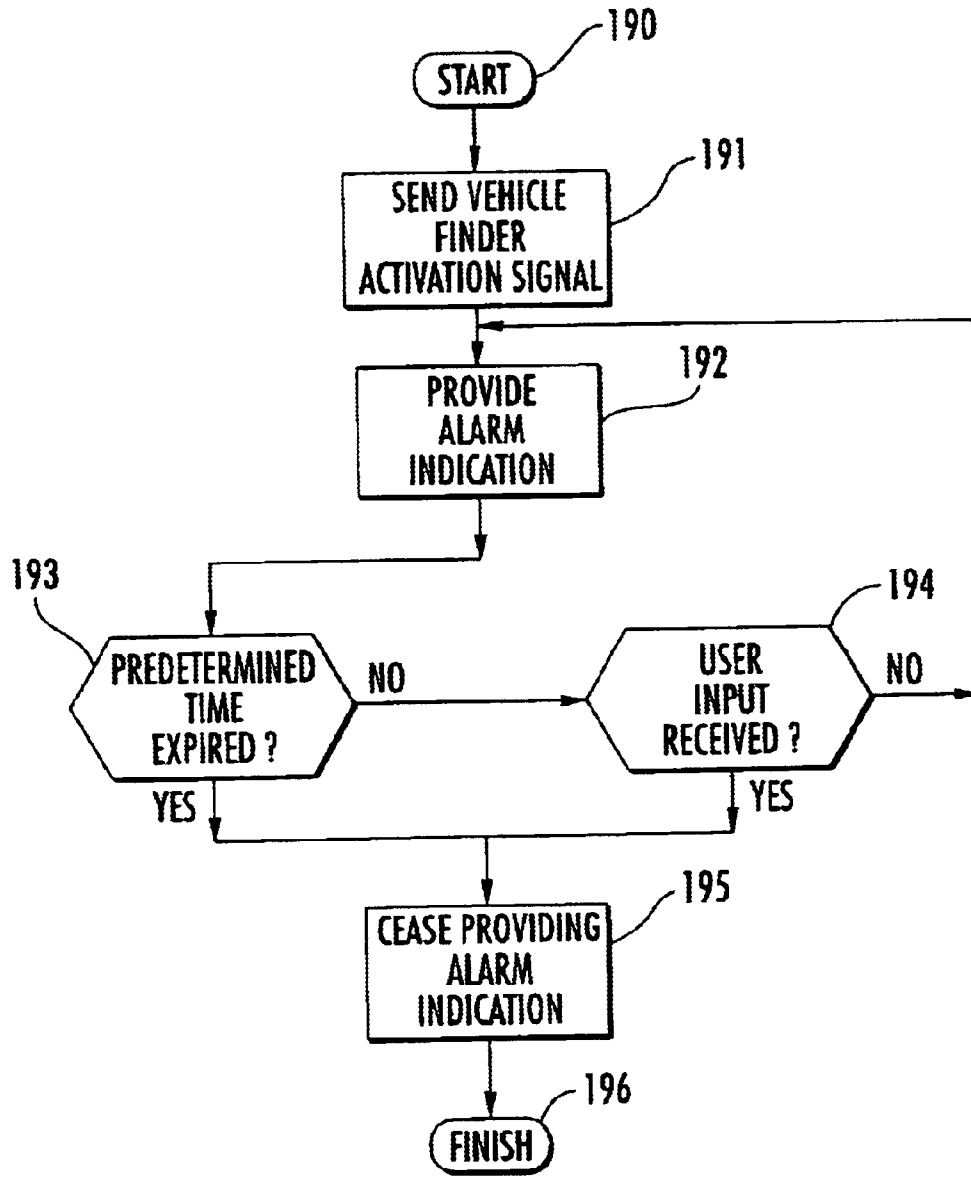 190
START
191
SEND VEHICLE
FINDER
ACTIVATION SIGNAL
192
PROVIDE
ALARM
INDICATION
193
PREDETERMINED
TIME
EXPIRED ?
NO
YES
194
USER
INPUT
RECEIVED ?
NO
YES
195
CEASE PROVIDING
ALARM
INDICATION
196
FINISH